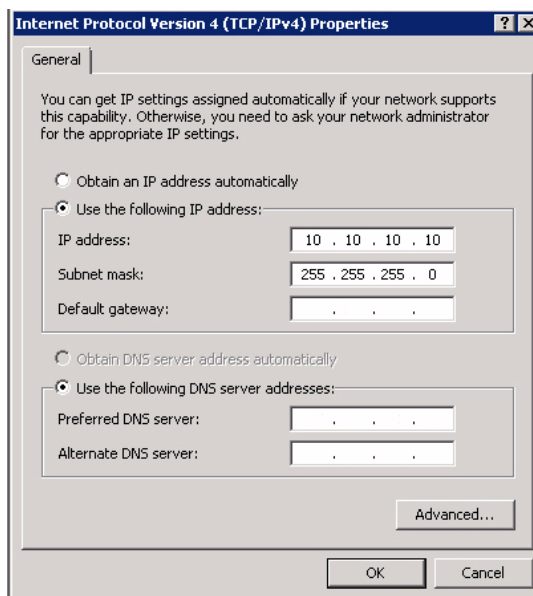 Internet Protocol Version 4 (TCP/IPv4) Properties
General
You can get IP settings assigned automatically if your network supports
this capability. Otherwise, you need to ask your network administrator
for the appropriate IP settings.
Obtain an IP address automatically
Use the following IP address:
IP address: 10 . 10 . 10 . 10
Subnet mask: 255 . 255 . 255 . 0
Default gateway: . . .
Obtain DNS server address automatically
Use the following DNS server addresses:
Preferred DNS server: . . .
Alternate DNS server: . . .
Advanced...
OK Cancel